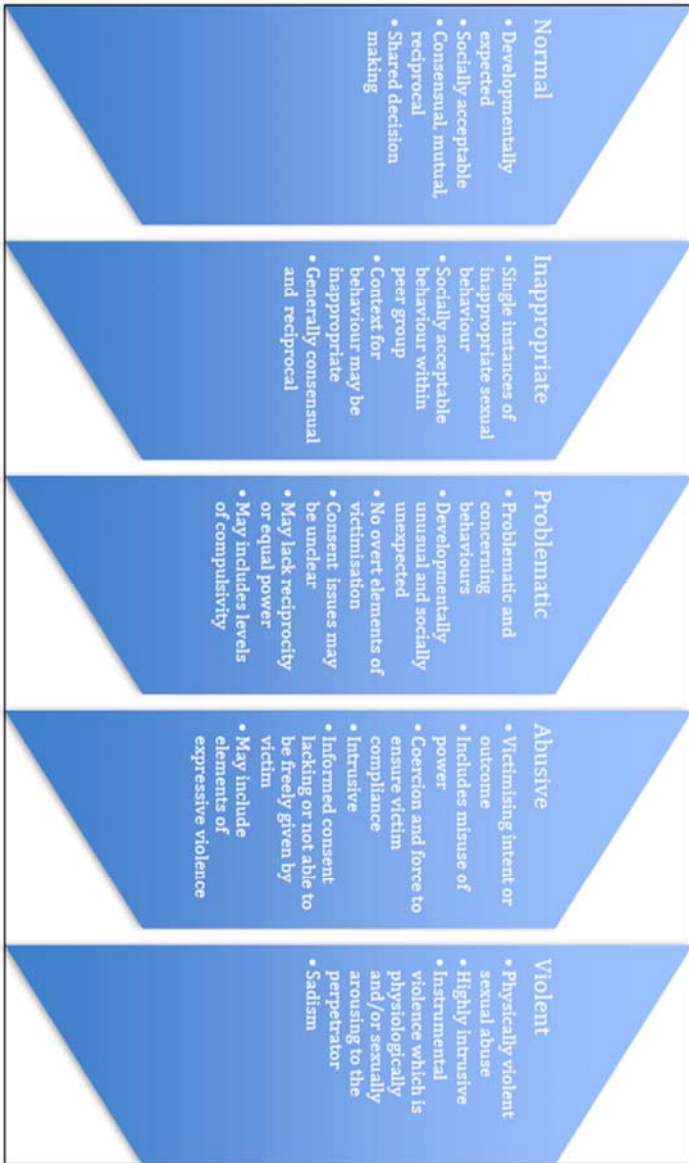 Normal
• Developmentally
expected
• Socially acceptable
• Consensual, mutual,
reciprocal
• Shared decision
making
Inappropriate
• Single instances of
inappropriate sexual
behaviour
• Socially acceptable
behaviour within
peer group
• Context for
behaviour may be
inappropriate
• Generally consensual
and reciprocal
Problematic
• Problematic and
concerning
behaviours
• Developmentally
unusual and socially
unexpected
• No overt elements of
victimisation
• Consent issues may
be unclear
• May lack reciprocity
or equal power
• May includes levels
of compulsivity
Abusive
• Victimising intent or
outcome
• Includes misuse of
power
• Coercion and force to
ensure victim
compliance
• Intrusive
• Informed consent
lacking or not able to
be freely given by
victim
• May include
elements of
expressive violence
Violent
• Physically violent
sexual abuse
• Highly intrusive
• Instrumental
violence which is
physiologically
and/or sexually
arousing to the
perpetrator
• Sadism